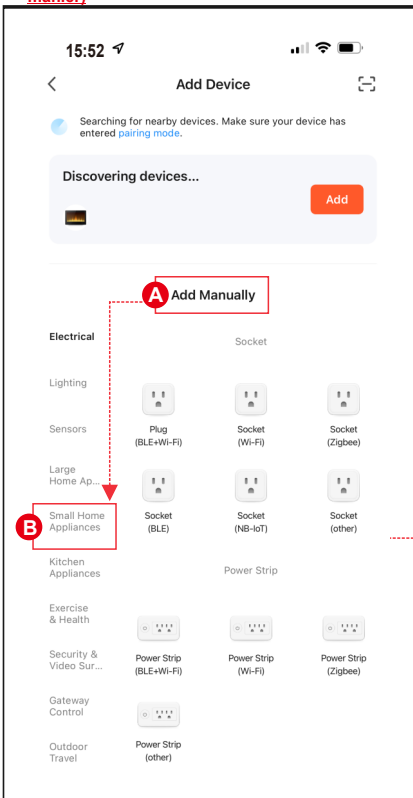 manier)
15:52
Add Device
Searching for nearby devices. Make sure your device has
entered pairing mode.
Discovering devices...
Add
A
Add Manually
Electrical
Socket
Lighting
Sensors
Plug
(BLE+Wi-Fi)
Socket
(Wi-Fi)
Socket
(Zigbee)
Large
Home Ap...
B
Small Home
Appliances
Socket
(BLE)
Socket
(NB-IoT)
Socket
(other)
Kitchen
Appliances
Power Strip
Exercise
& Health
Security &
Video Sur...
Power Strip
(BLE+Wi-Fi)
Power Strip
(Wi-Fi)
Power Strip
(Zigbee)
Gateway
Control
Outdoor
Travel
Power Strip
(other)